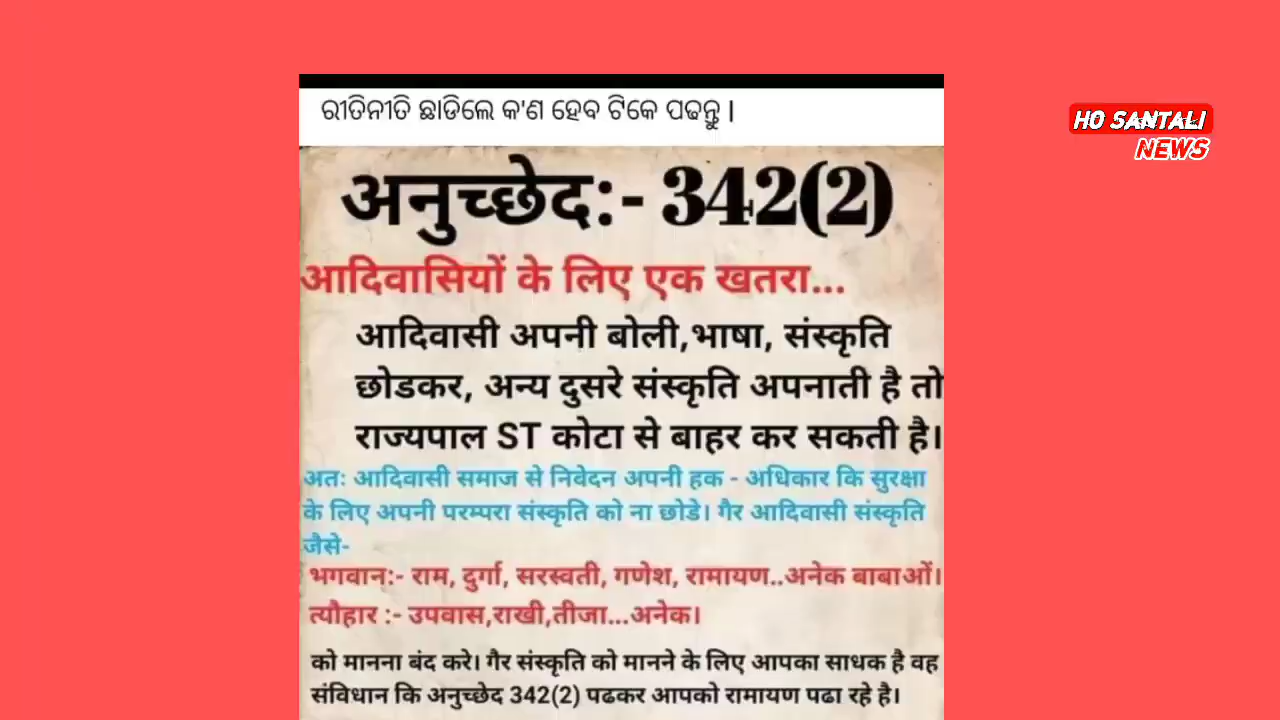 ରୀତିନୀତି ଛାଡିଲେ କ'ଣ ହେବ ଟିକେ ପଢନ୍ତୁ |
HO SANTALI
NEWS
अनुच्छेद:- 342(2)
आदिवासियों के लिए एक खतरा...
आदिवासी अपनी बोली,भाषा, संस्कृति
छोडकर, अन्य दुसरे संस्कृति अपनाती है तो
राज्यपाल ST कोटा से बाहर कर सकती है।
अतः आदिवासी समाज से निवेदन अपनी हक - अधिकार कि सुरक्षा
के लिए अपनी परम्परा संस्कृति को ना छोडे। गैर आदिवासी संस्कृति
जैसे-
भगवान:- राम, दुर्गा, सरस्वती, गणेश, रामायण..अनेक बाबाओं।
त्यौहार :- उपवास,राखी,तीजा...अनेक।
को मानना बंद करे। गैर संस्कृति को मानने के लिए आपका साधक है वह
संविधान कि अनुच्छेद 342(2) पढकर आपको रामायण पढा रहे है।